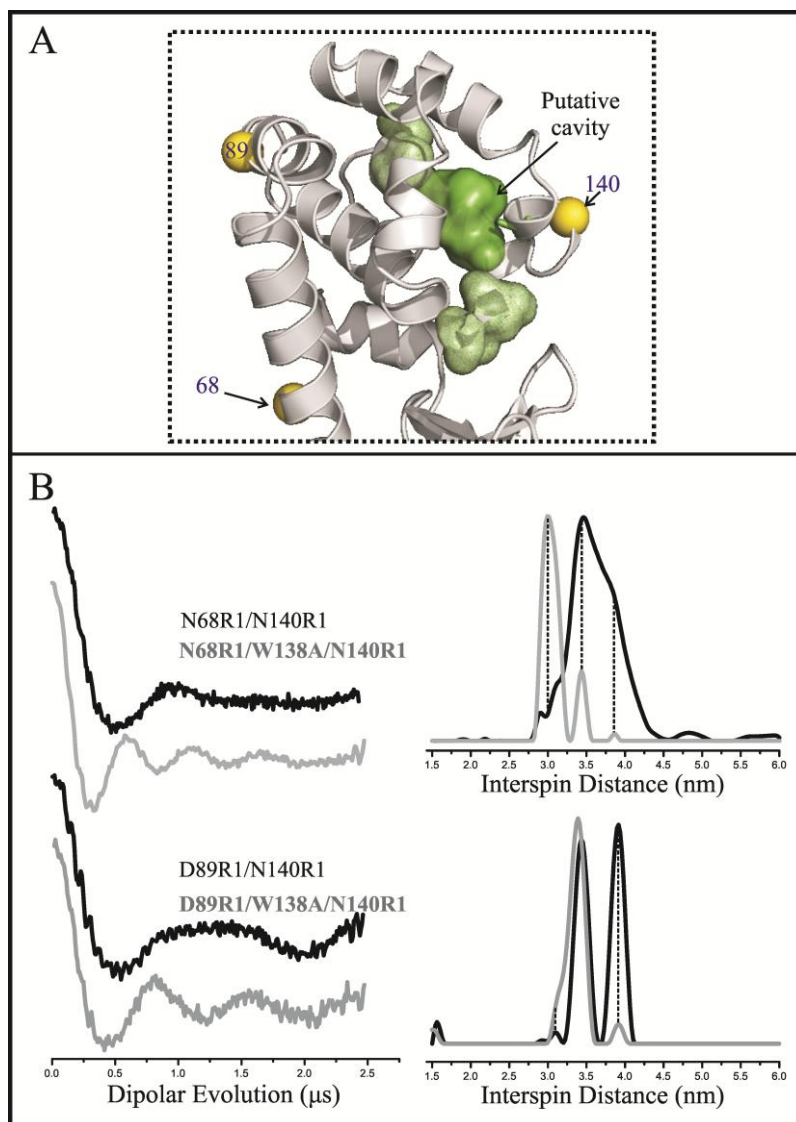 A
Putative
cavity
89
140
68
B
N68R1/N140R1
N68R1/W138A/N140R1
1.5 2.0 2.5 3.0 3.5 4.0 4.5 5.0 5.5 6.0
Interspin Distance (nm)
D89R1/N140R1
D89R1/W138A/N140R1
0.0 0.5 1.0 1.5 2.0 2.5
Dipolar Evolution (μs)
1.5 2.0 2.5 3.0 3.5 4.0 4.5 5.0 5.5 6.0
Interspin Distance (nm)